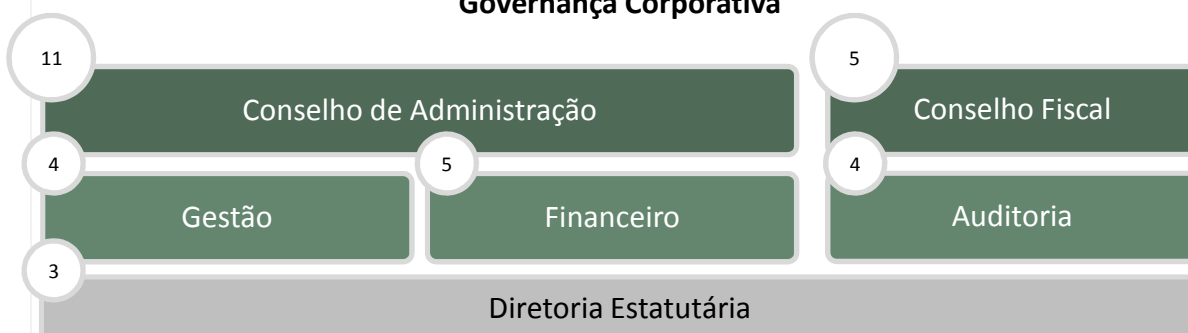 Governança Corporativa
11
5
Conselho de Administração
Conselho Fiscal
4
5
4
Gestão
Financeiro
Auditoria
3
Diretoria Estatutária